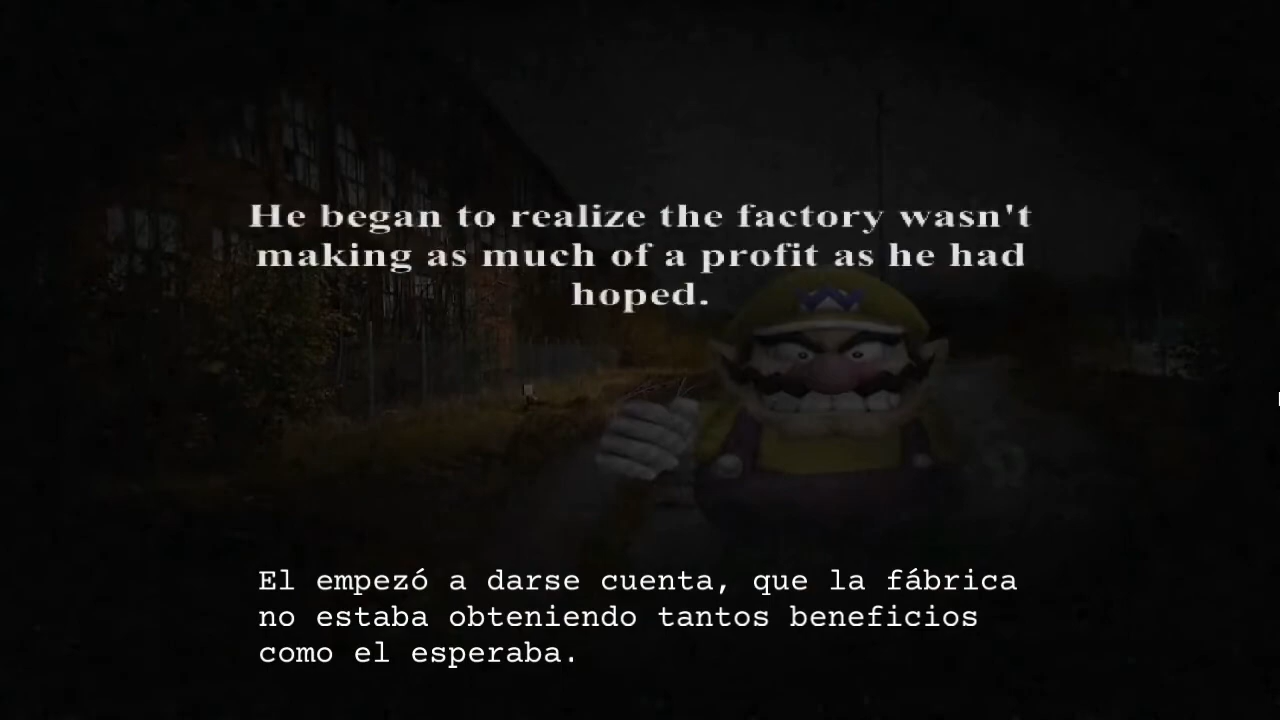 He began to realize the factory wasn't
making as much of a profit as he had
hoped.
El empezó a darse cuenta, que la fábrica
no estaba obteniendo tantos beneficios
como el esperaba.